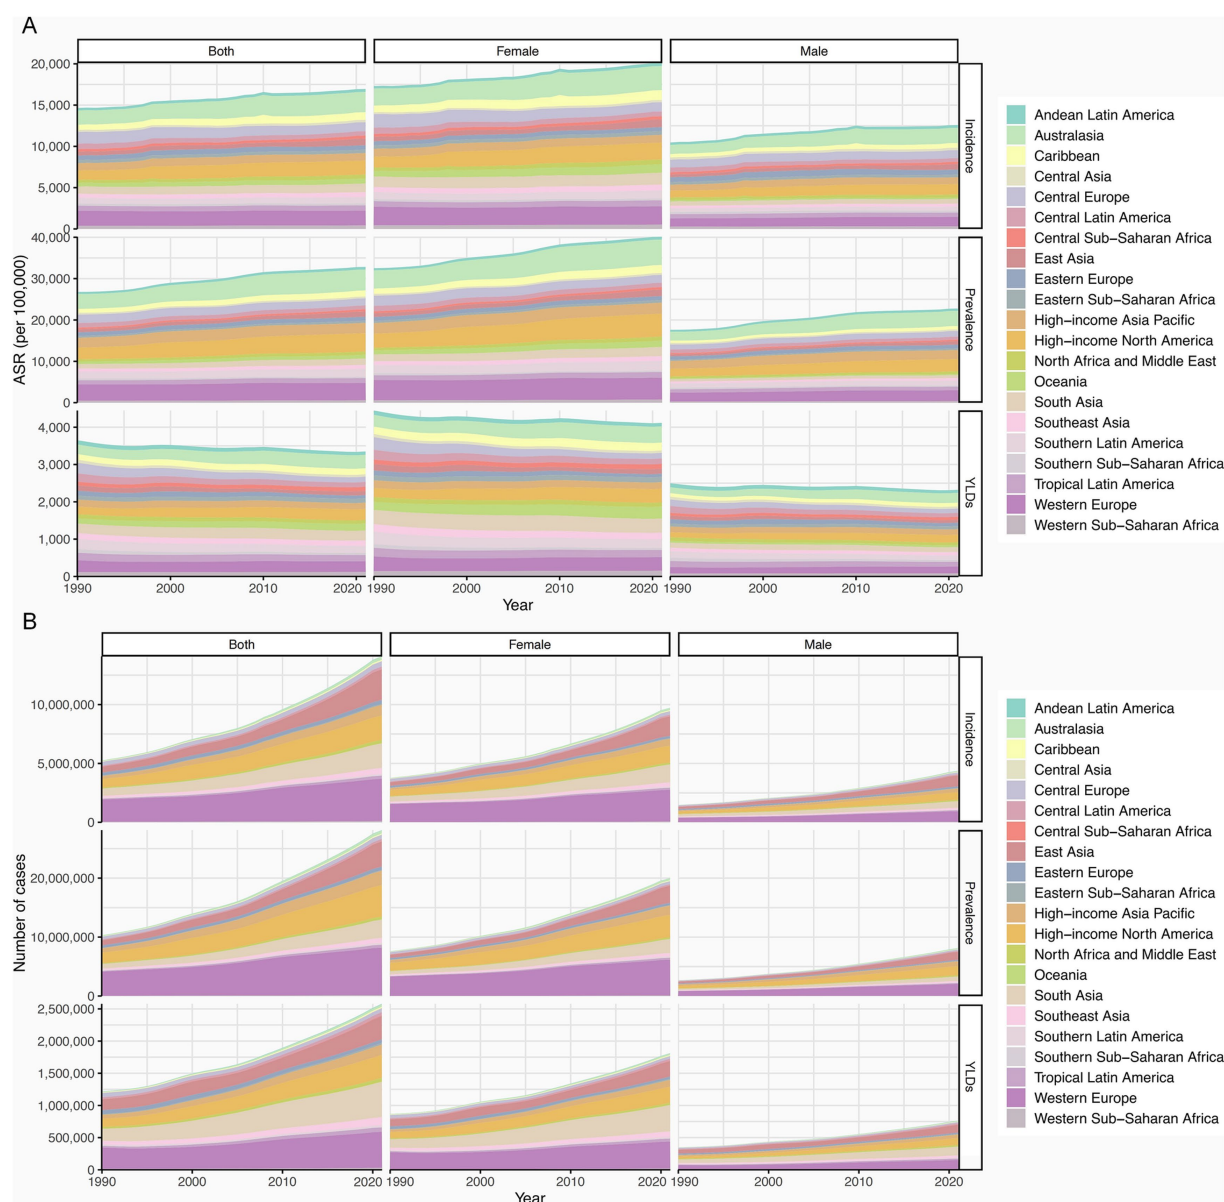 A
Both
Female
Male
20,000
15,000
10,000
5,000
0
Incidence
40,000
30,000
20,000
10,000
0
Prevalence
ASR (per 100,000)
4,000
3,000
2,000
1,000
0
YLDs
1990
2000
2010
2020
1990
2000
2010
2020
1990
2000
2010
2020
Year
Andean Latin America
Australasia
Caribbean
Central Asia
Central Europe
Central Latin America
Central Sub−Saharan Africa
East Asia
Eastern Europe
Eastern Sub−Saharan Africa
High−income Asia Pacific
High−income North America
North Africa and Middle East
Oceania
South Asia
Southeast Asia
Southern Latin America
Southern Sub−Saharan Africa
Tropical Latin America
Western Europe
Western Sub−Saharan Africa
B
Both
Female
Male
10,000,000
5,000,000
0
Incidence
20,000,000
10,000,000
0
Prevalence
Number of cases
2,500,000
2,000,000
1,500,000
1,000,000
500,000
0
YLDs
1990
2000
2010
2020
1990
2000
2010
2020
1990
2000
2010
2020
Year
Andean Latin America
Australasia
Caribbean
Central Asia
Central Europe
Central Latin America
Central Sub−Saharan Africa
East Asia
Eastern Europe
Eastern Sub−Saharan Africa
High−income Asia Pacific
High−income North America
North Africa and Middle East
Oceania
South Asia
Southeast Asia
Southern Latin America
Southern Sub−Saharan Africa
Tropical Latin America
Western Europe
Western Sub−Saharan Africa